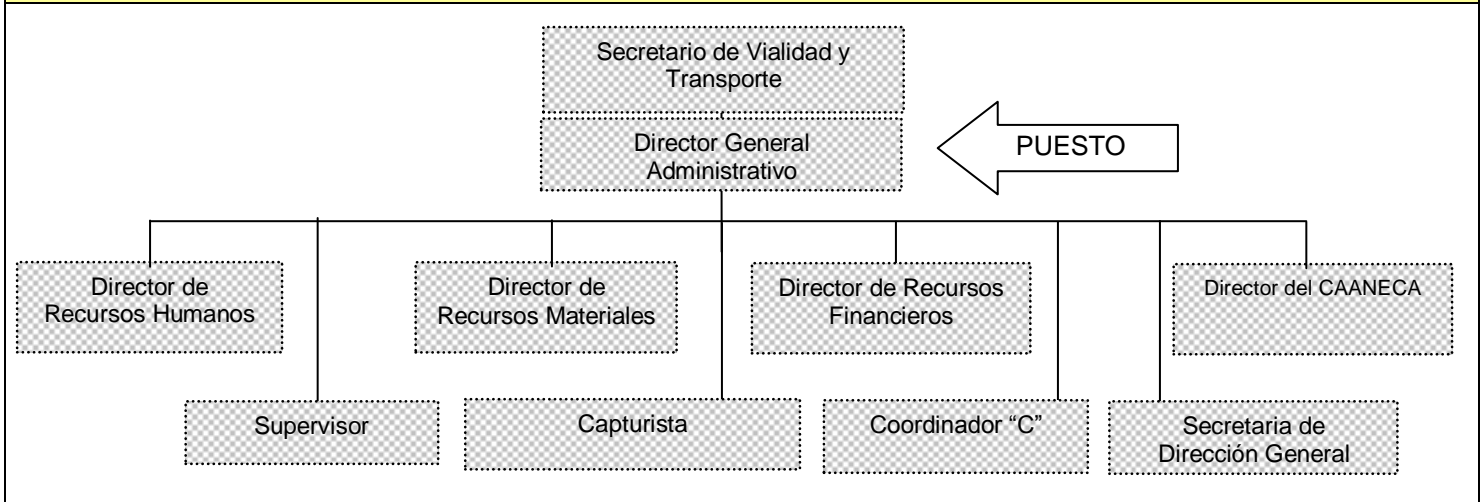 Secretario de Vialidad y
Transporte
Director General
Administrativo
PUESTO
Director de
Recursos Humanos
Director de
Recursos Materiales
Director de Recursos
Financieros
Director del CAANECA
Supervisor
Capturista
Coordinador “C”
Secretaria de
Dirección General